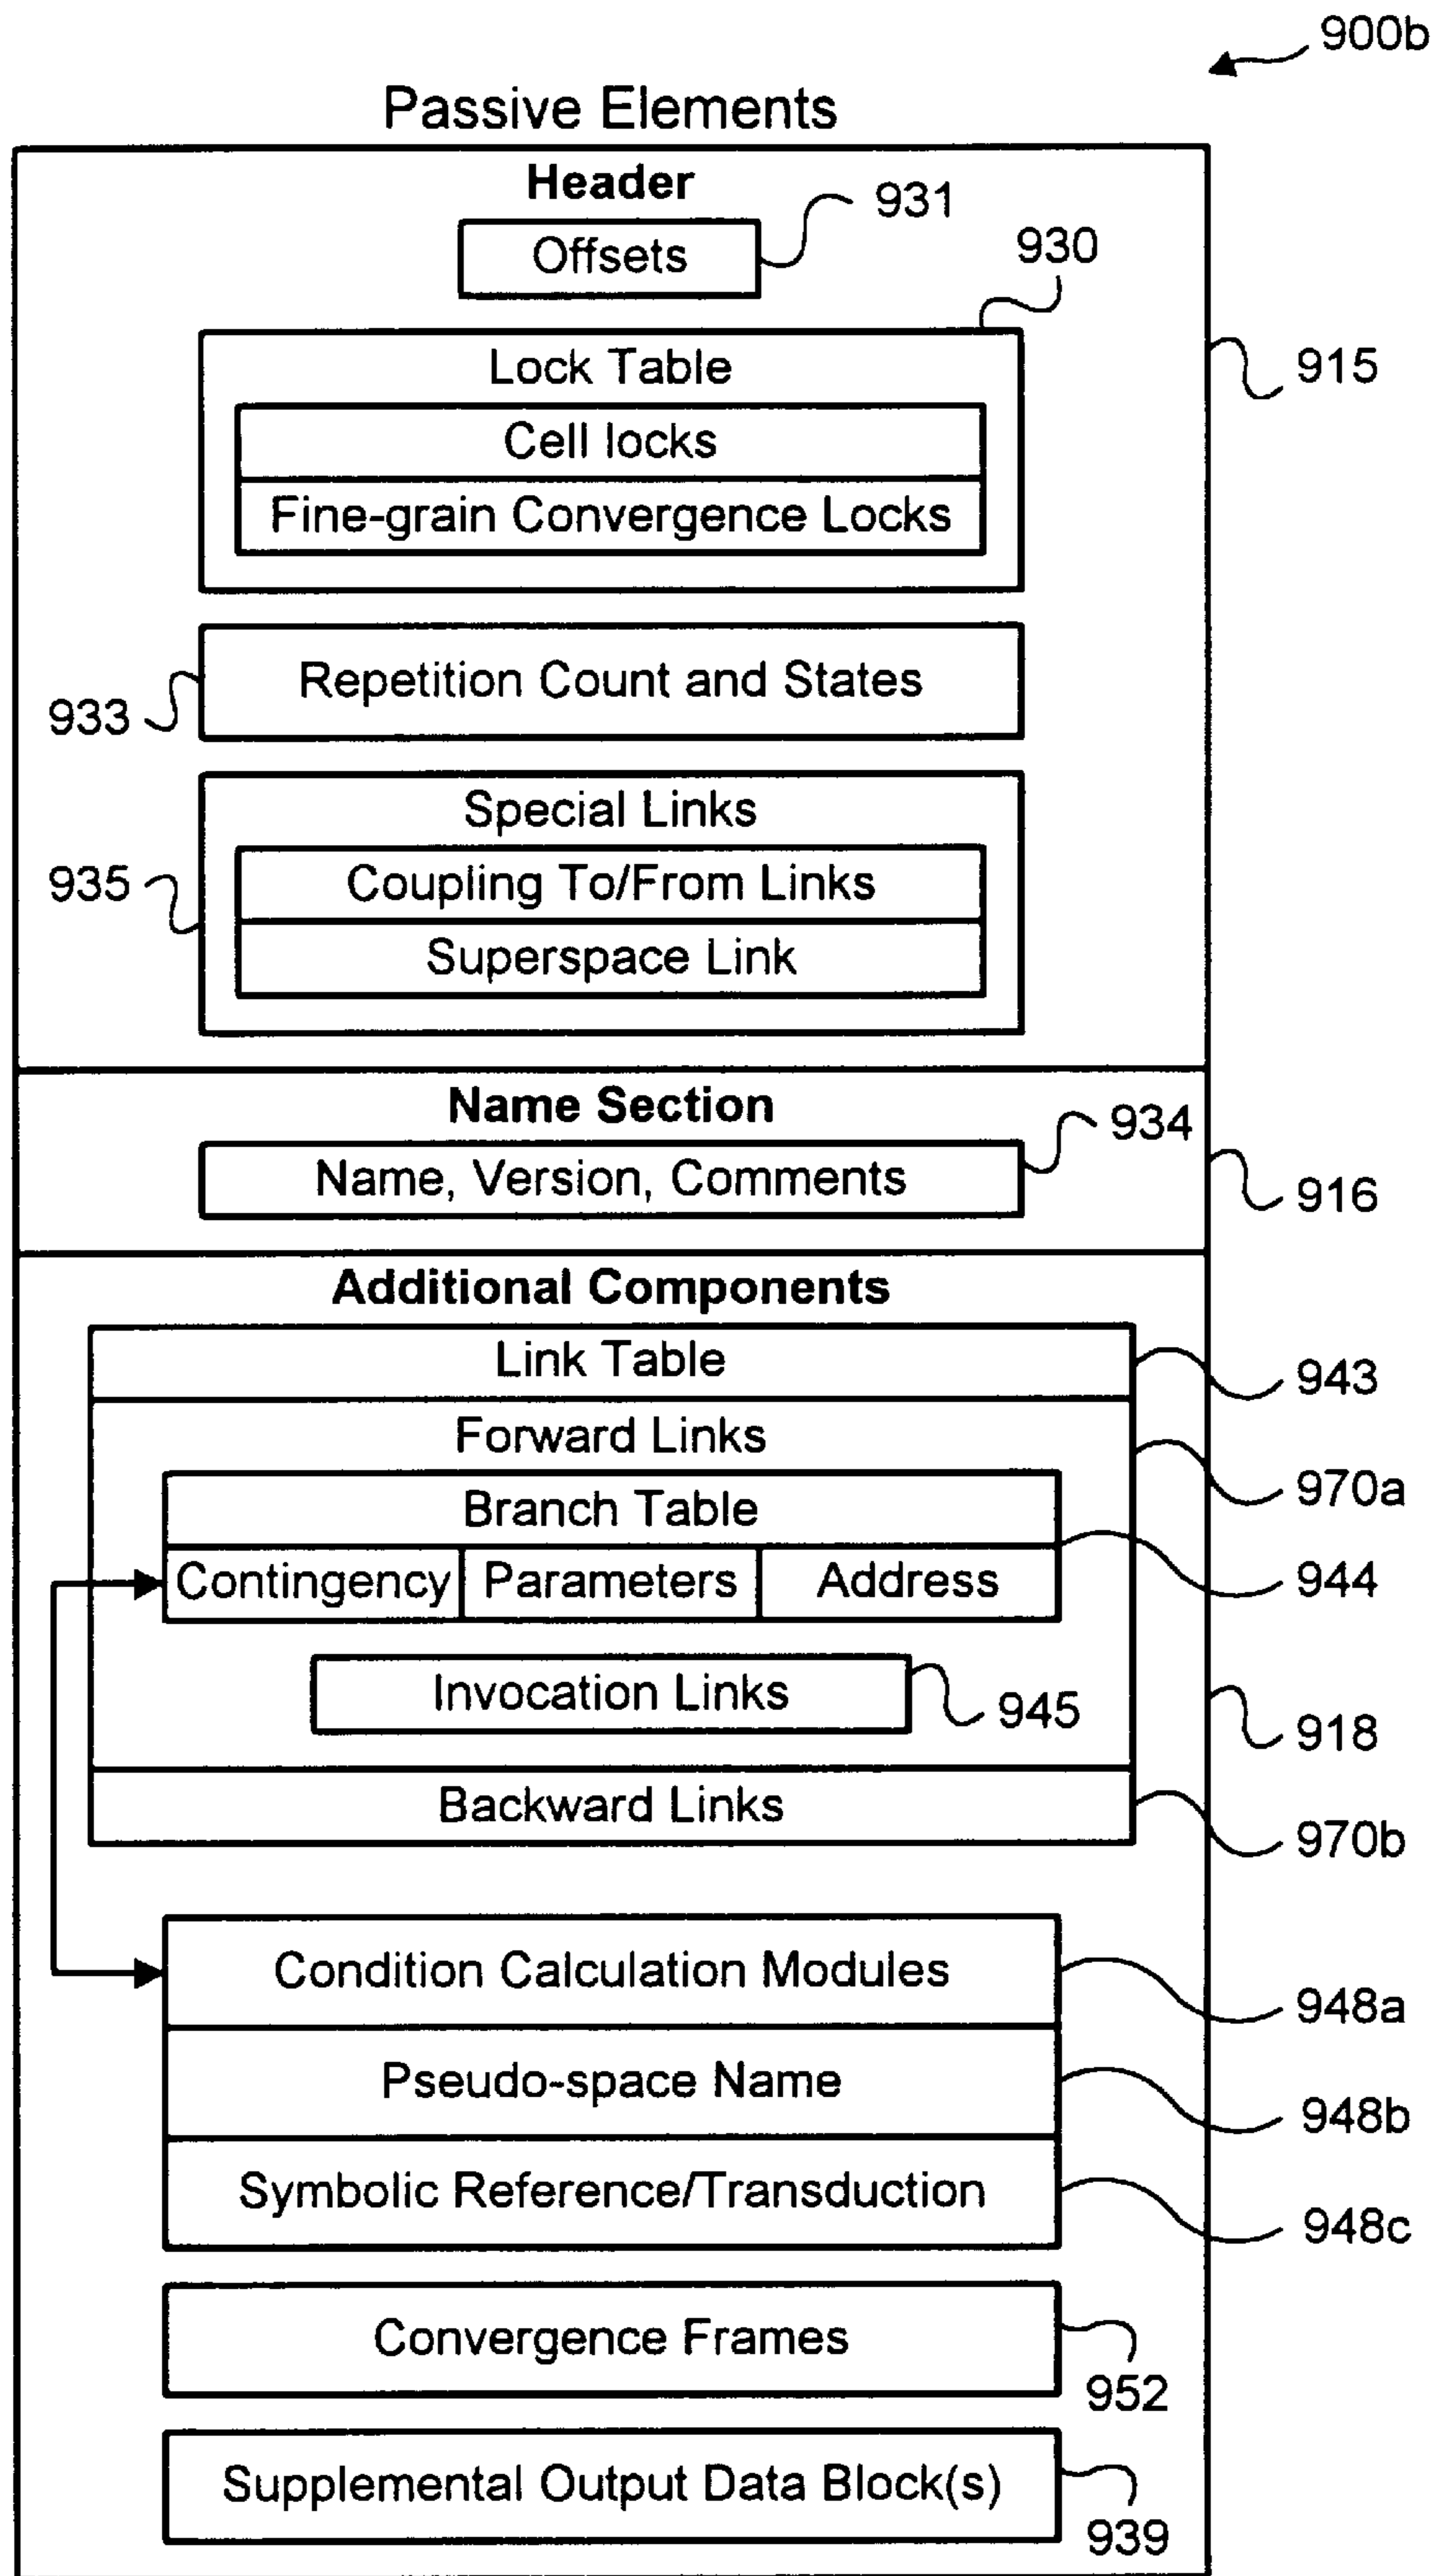 900b
Passive Elements
Header
931
Offsets
930
Lock Table
915
Cell locks
Fine-grain Convergence Locks
Repetition Count and States
933
Special Links
935
Coupling To/From Links
Superspace Link
Name Section
934
Name, Version, Comments
916
Additional Components
Link Table
943
Forward Links
970a
Branch Table
Contingency Parameters Address
944
Invocation Links
945
918
Backward Links
970b
Condition Calculation Modules
948a
Pseudo-space Name
948b
Symbolic Reference/Transduction
948c
Convergence Frames
952
Supplemental Output Data Block(s)
939